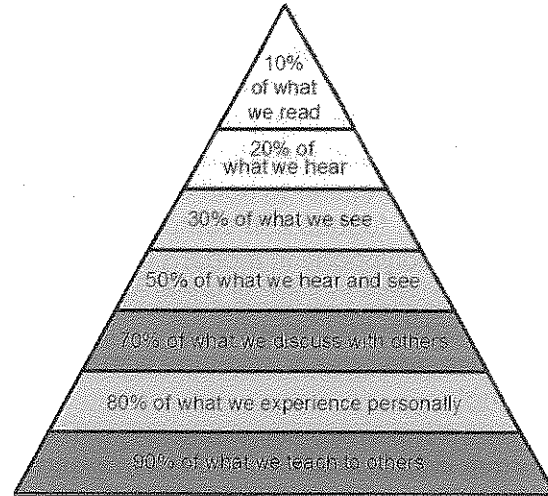 10%
of what
we read
20% of
what we hear
30% of what we see
50% of what we hear and see
70% of what we discuss with others
80% of what we experience personally
90% of what we teach to others